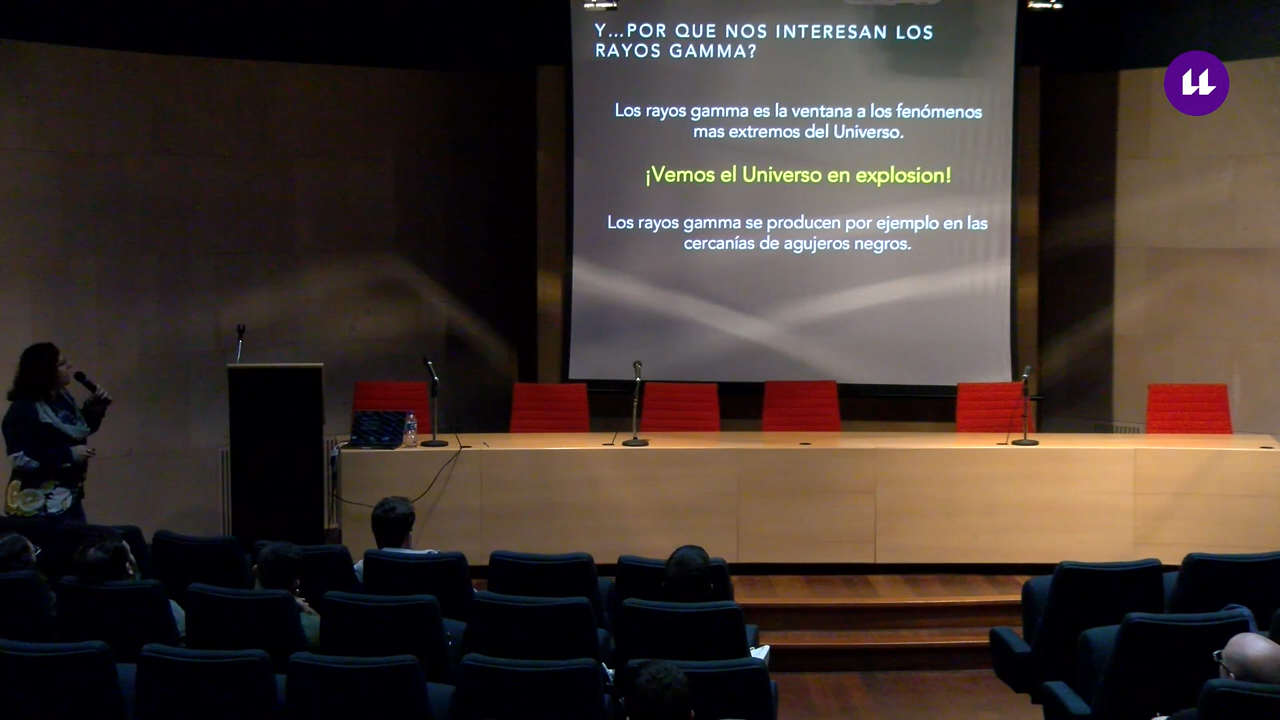 Y...POR QUE NOS INTERESAN LOS
RAYOS GAMMA?
Los rayos gamma es la ventana a los fenómenos
mas extremos del Universo.
¡Vemos el Universo en explosion!
Los rayos gamma se producen por ejemplo en las
cercanías de agujeros negros.